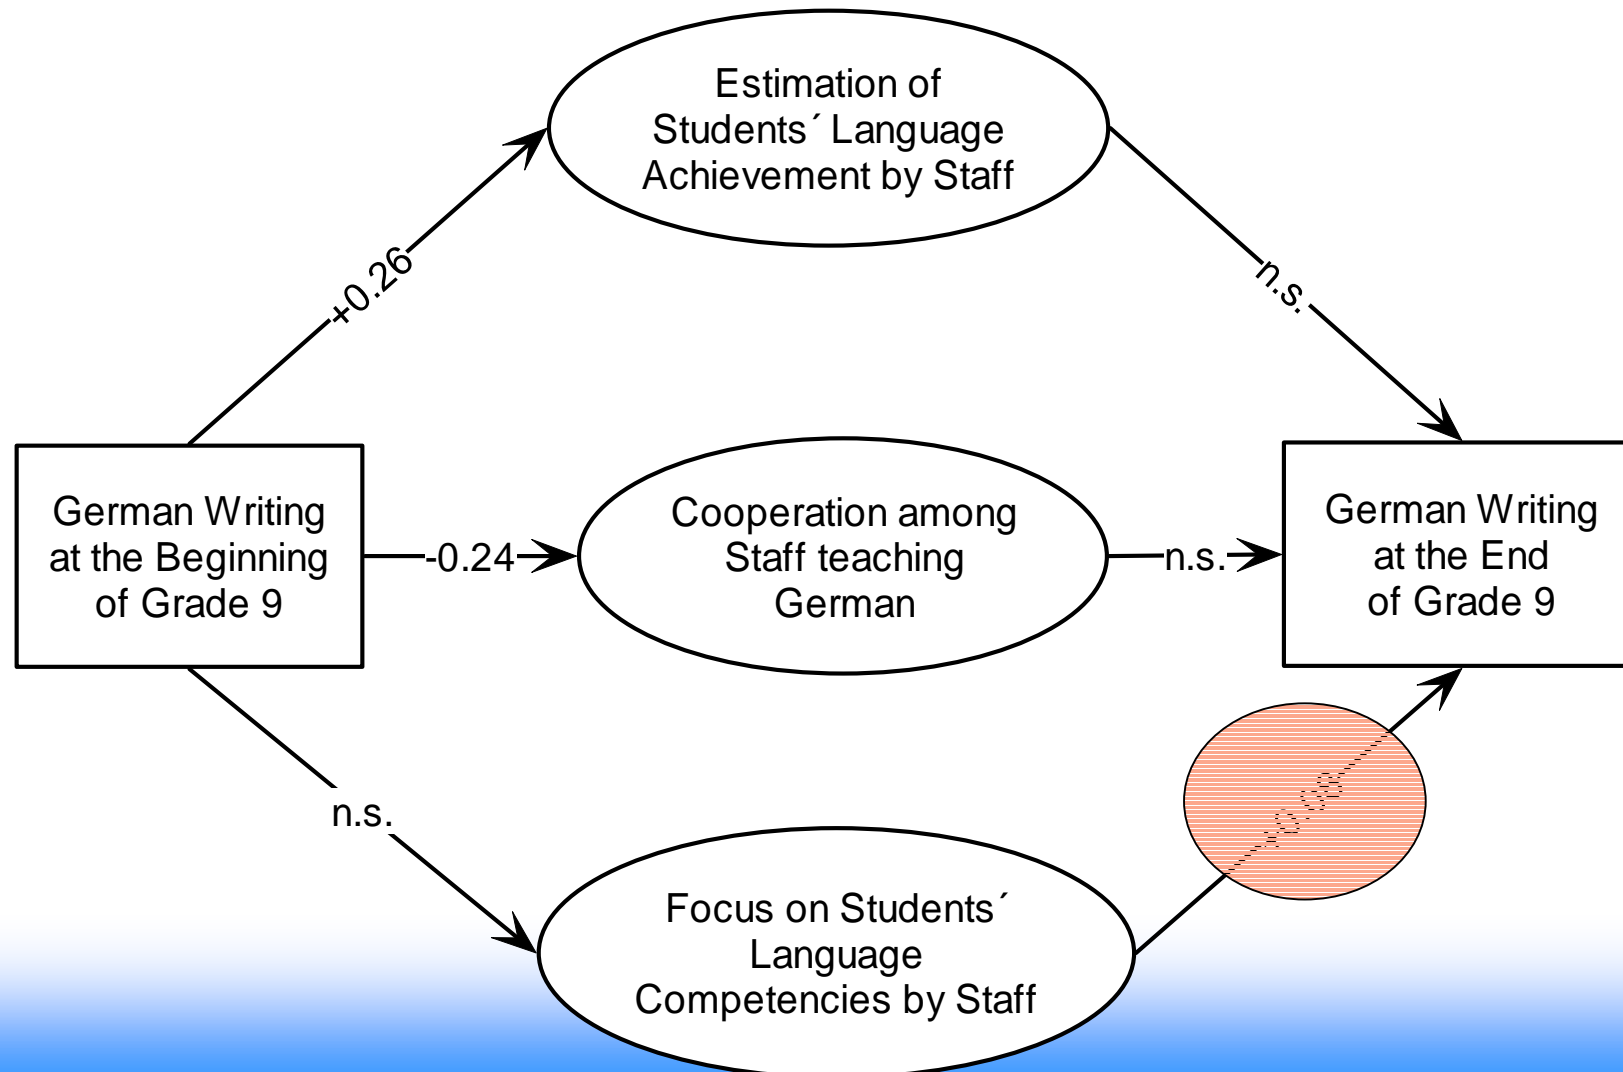 Estimation of
Students´ Language
Achievement by Staff
+0.26
n.s.
German Writing
at the Beginning
of Grade 9
-0.24
Cooperation among
Staff teaching
German
n.s.
German Writing
at the End
of Grade 9
n.s.
Focus on Students´
Language
Competencies by Staff